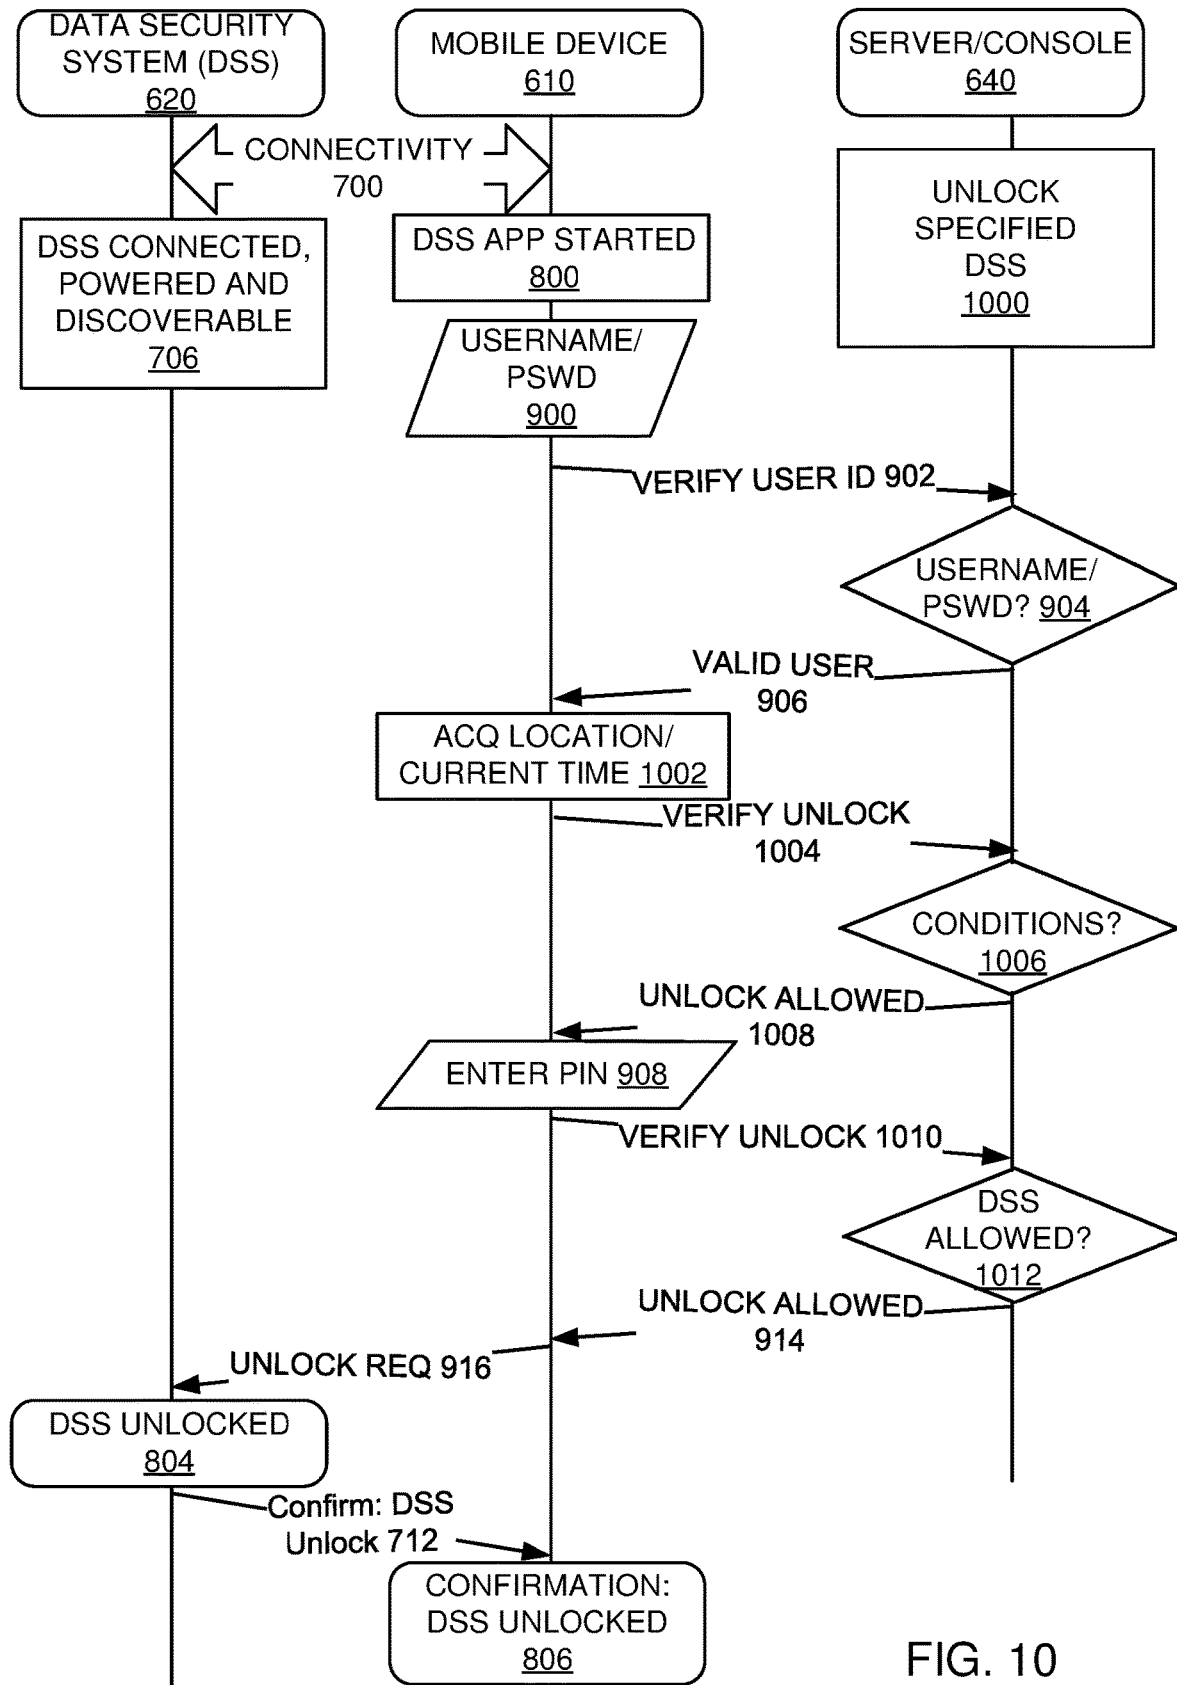 DATA SECURITY
SYSTEM (DSS)
620
MOBILE DEVICE
610
SERVER/CONSOLE
640
CONNECTIVITY
700
UNLOCK
SPECIFIED
DSS
1000
DSS CONNECTED,
POWERED AND
DISCOVERABLE
706
DSS APP STARTED
800
USERNAME/
PSWD
900
VERIFY USER ID 902
USERNAME/
PSWD? 904
VALID USER
906
ACQ LOCATION/
CURRENT TIME 1002
VERIFY UNLOCK
1004
CONDITIONS?
1006
UNLOCK ALLOWED
1008
ENTER PIN 908
VERIFY UNLOCK 1010
DSS
ALLOWED?
1012
UNLOCK ALLOWED
914
UNLOCK REQ 916
DSS UNLOCKED
804
Confirm: DSS
Unlock 712
CONFIRMATION:
DSS UNLOCKED
806
FIG. 10